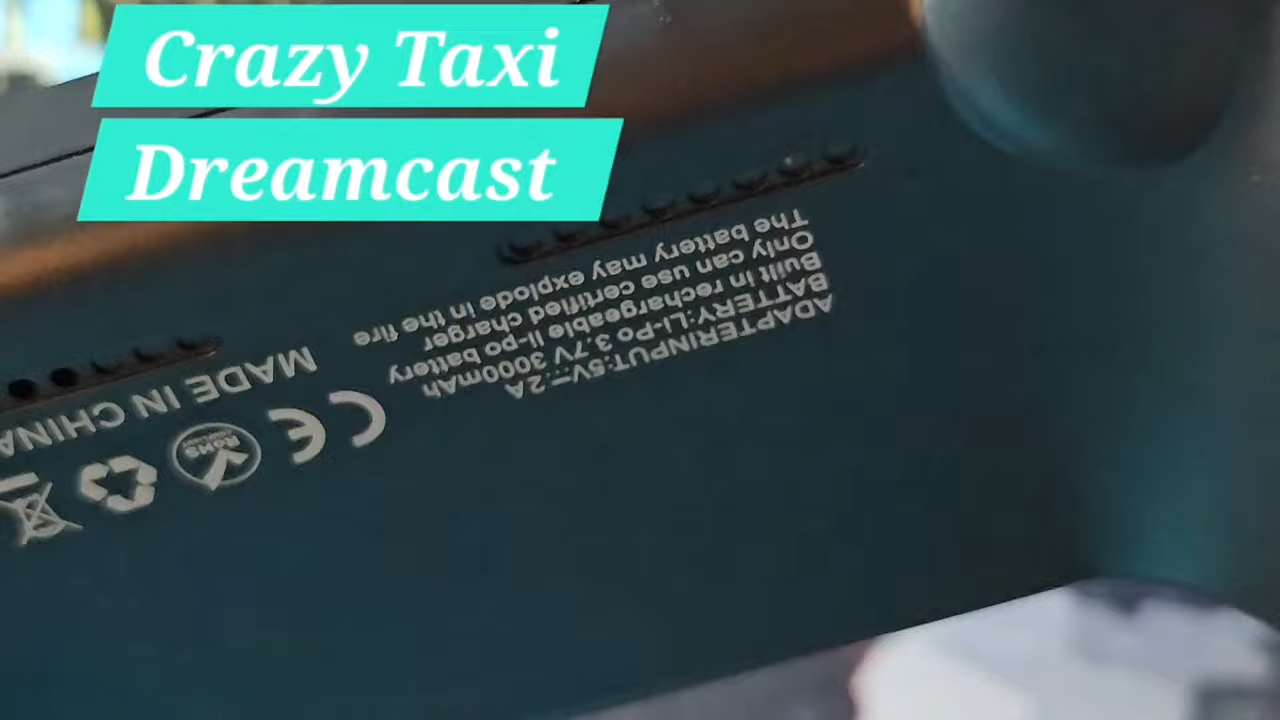 Crazy Taxi
Dreamcast
ADAPTERINPUT:5V⎓2A
BATTERY:Li-Po 3.7V 3000mAh
Built in rechargeable li-po battery
Only can use certified charger
The battery may explode in the fire
CE RoHS
MADE IN CHINA